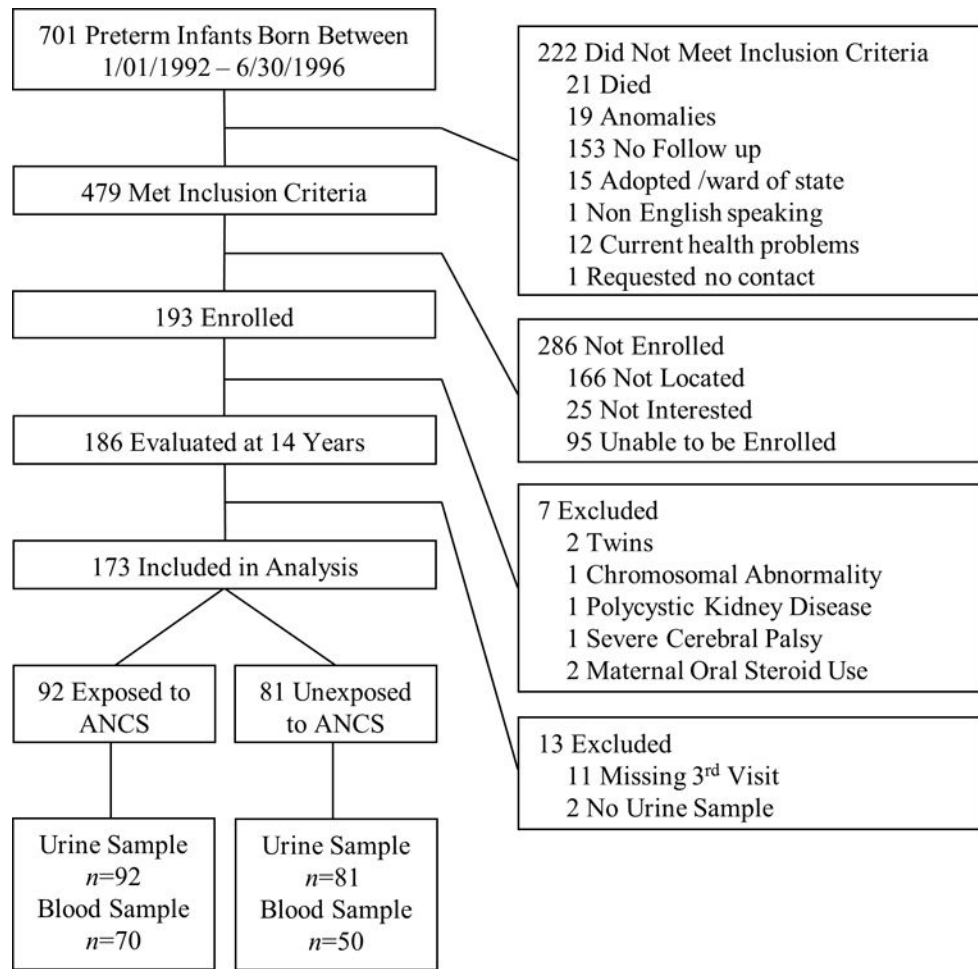 701 Preterm Infants Born Between
1/01/1992 – 6/30/1996
222 Did Not Meet Inclusion Criteria
21 Died
19 Anomalies
153 No Follow up
15 Adopted /ward of state
1 Non English speaking
12 Current health problems
1 Requested no contact
479 Met Inclusion Criteria
193 Enrolled
286 Not Enrolled
166 Not Located
25 Not Interested
95 Unable to be Enrolled
186 Evaluated at 14 Years
7 Excluded
2 Twins
1 Chromosomal Abnormality
1 Polycystic Kidney Disease
1 Severe Cerebral Palsy
2 Maternal Oral Steroid Use
173 Included in Analysis
13 Excluded
11 Missing 3rd Visit
2 No Urine Sample
92 Exposed to
ANCS
81 Unexposed
to ANCS
Urine Sample
n=92
Blood Sample
n=70
Urine Sample
n=81
Blood Sample
n=50